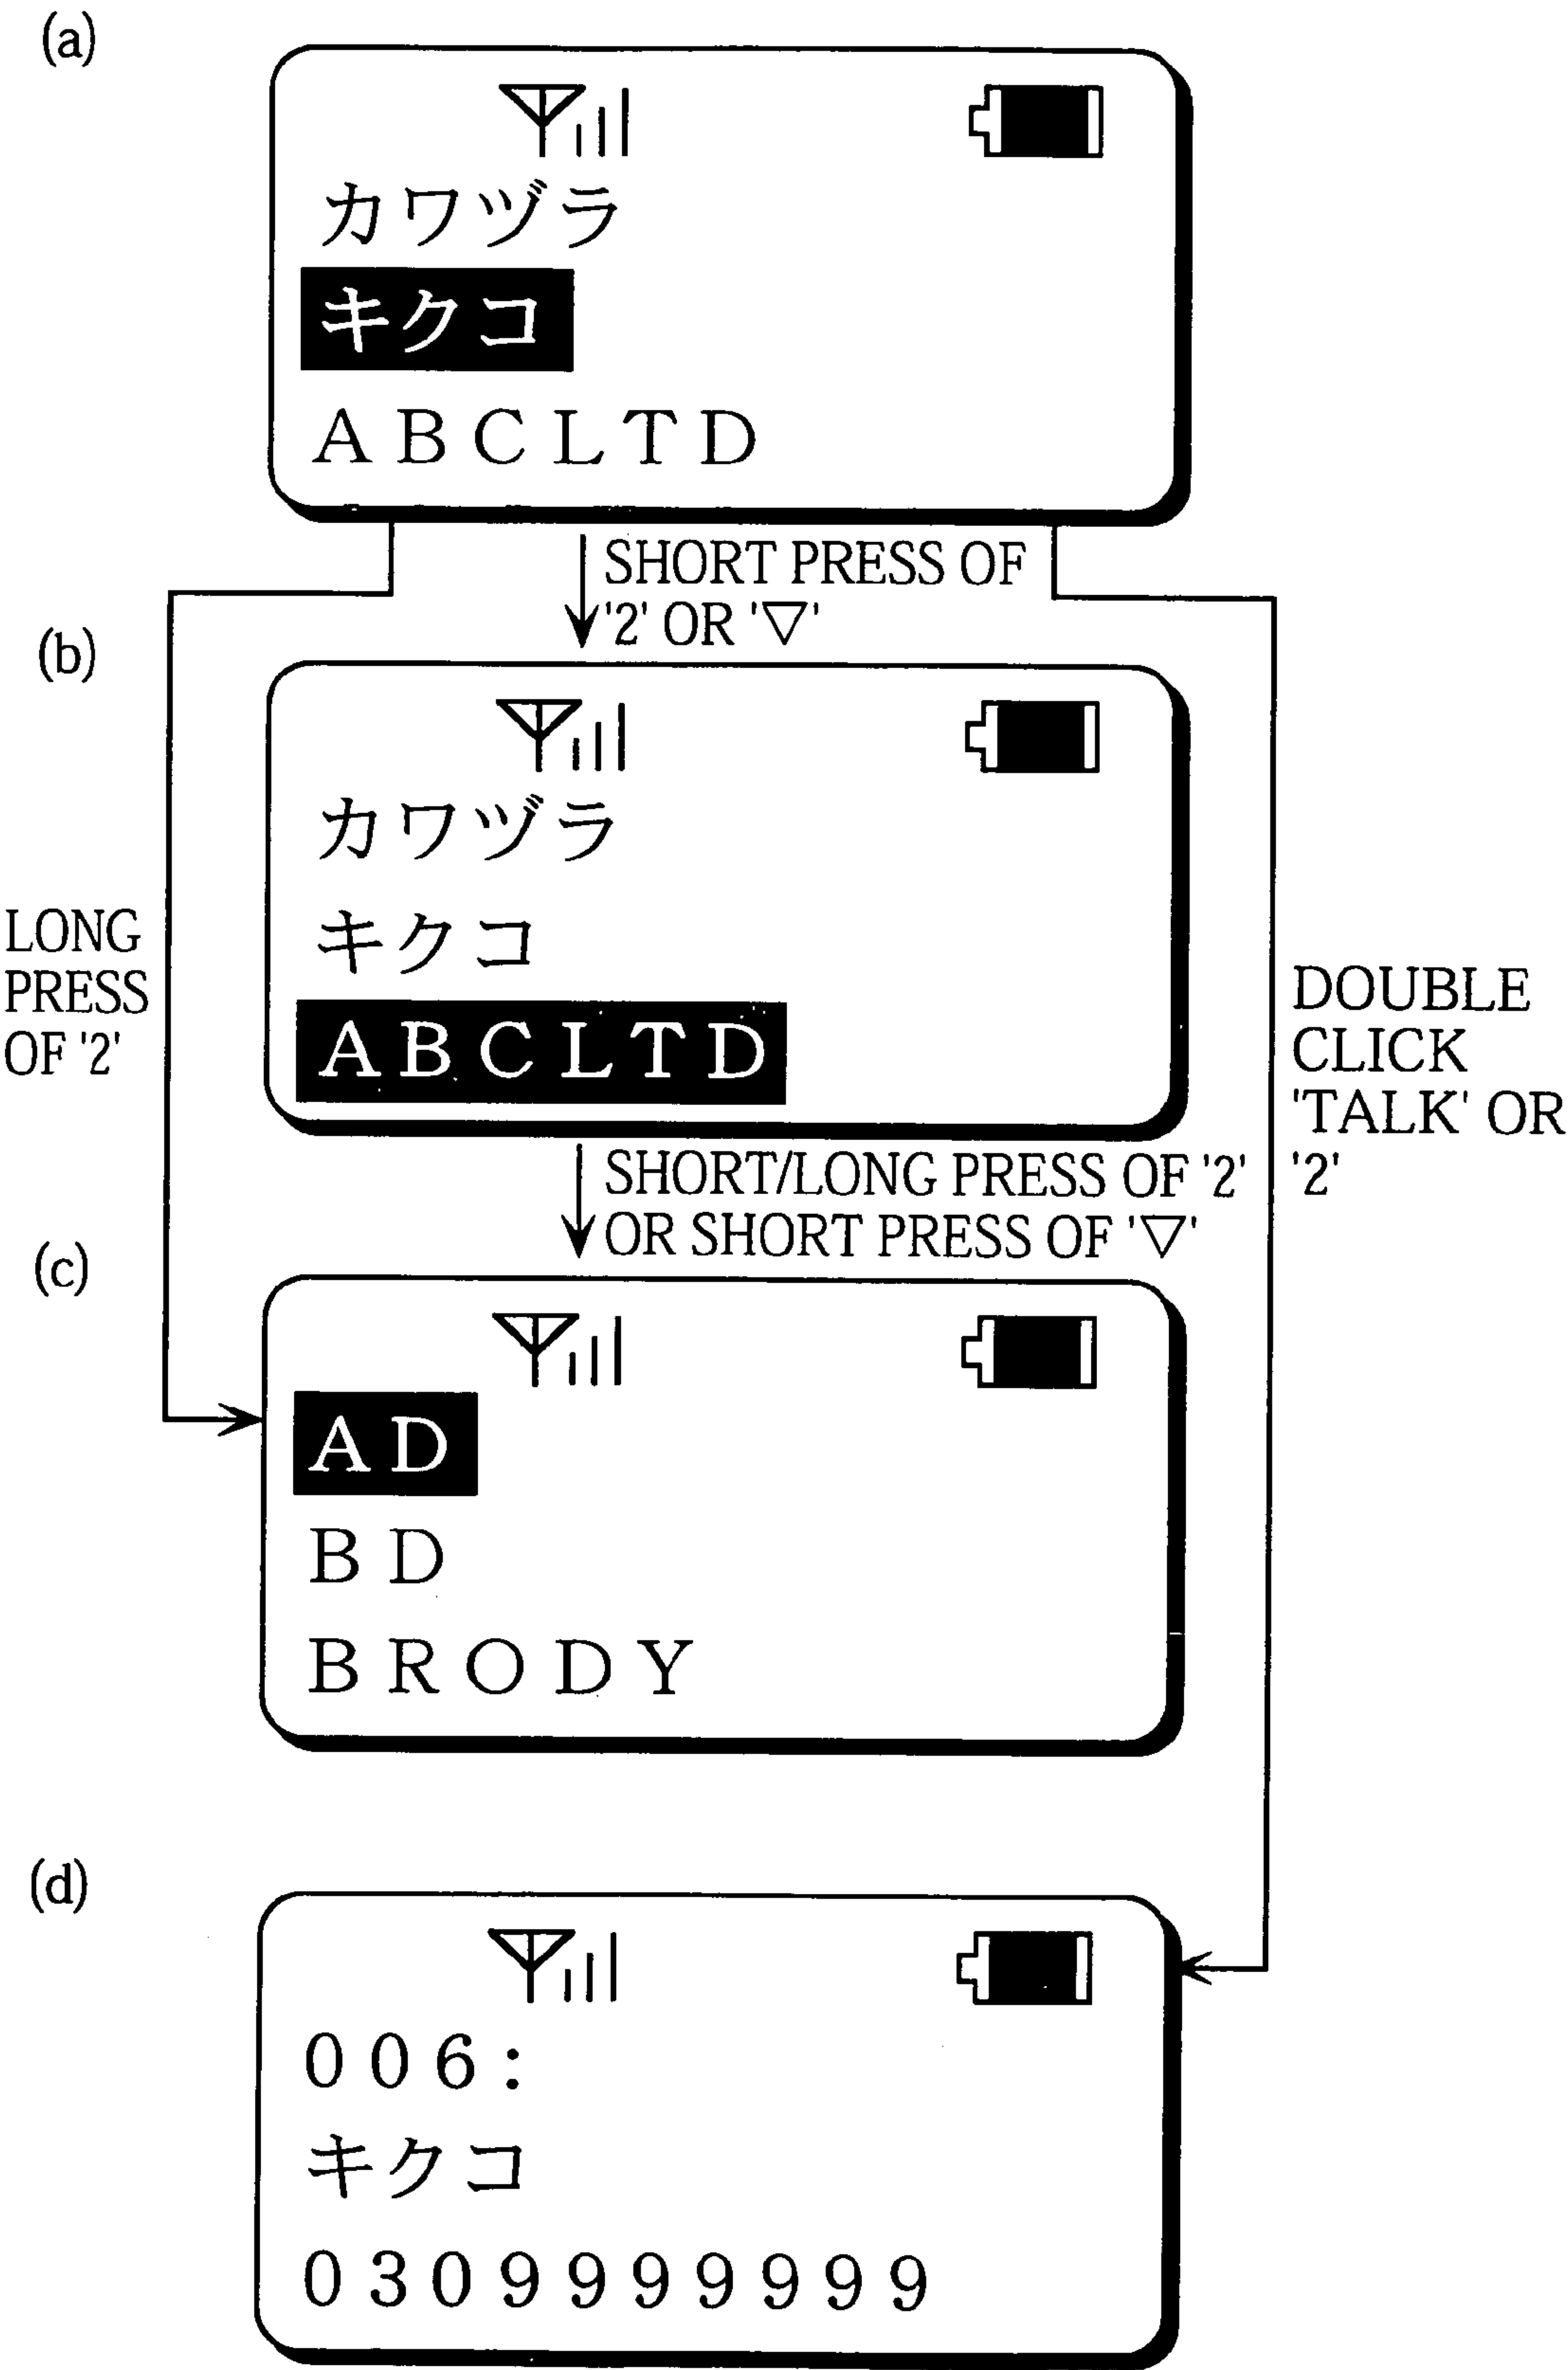 (a)
カワヅラ
キクコ
ABCLTD
SHORT PRESS OF
'2' OR '▽'
(b)
カワヅラ
キクコ
ABCLTD
LONG
PRESS
OF '2'
DOUBLE
CLICK
'TALK' OR
'2'
SHORT/LONG PRESS OF '2'
OR SHORT PRESS OF '▽'
(c)
AD
BD
BRODY
(d)
006:
キクコ
0309999999